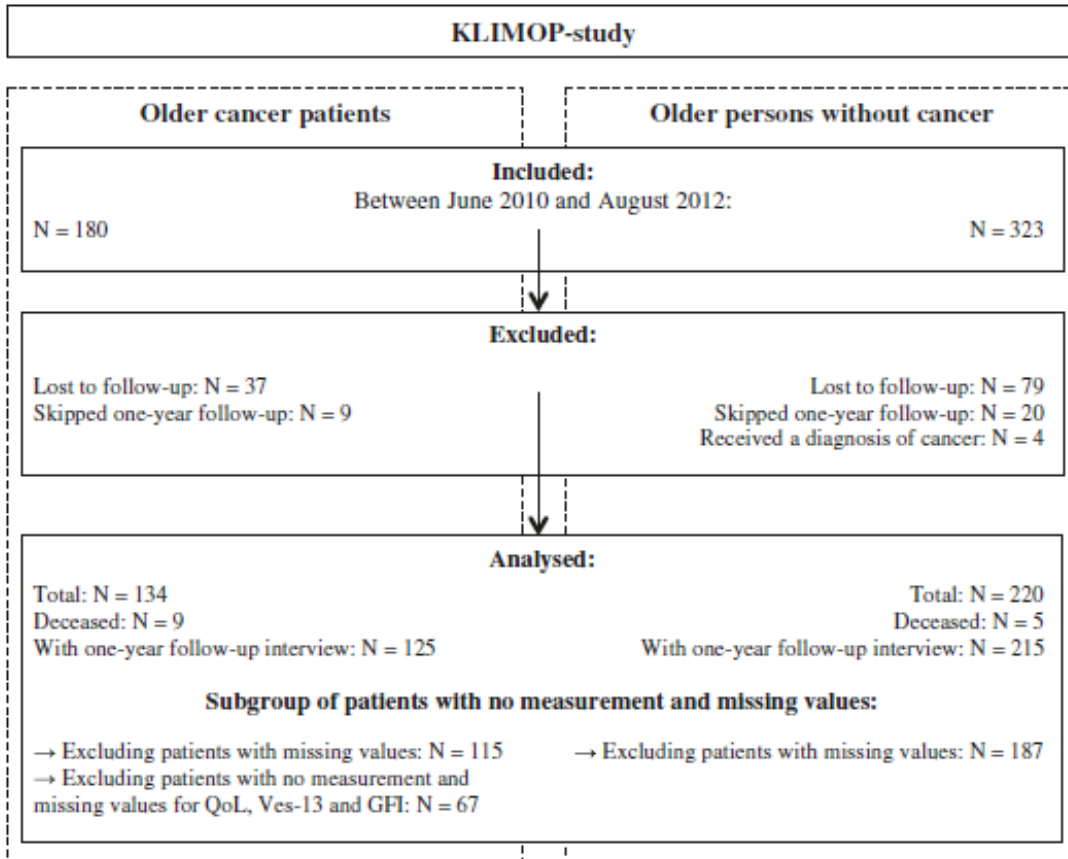 KLIMOP-study
Older cancer patients
Older persons without cancer
Included:
Between June 2010 and August 2012:
N = 180
N = 323
Excluded:
Lost to follow-up: N = 37
Skipped one-year follow-up: N = 9
Lost to follow-up: N = 79
Skipped one-year follow-up: N = 20
Received a diagnosis of cancer: N = 4
Analysed:
Total: N = 134
Deceased: N = 9
With one-year follow-up interview: N = 125
Total: N = 220
Deceased: N = 5
With one-year follow-up interview: N = 215
Subgroup of patients with no measurement and missing values:
→ Excluding patients with missing values: N = 115
→ Excluding patients with no measurement and
missing values for QoL, Ves-13 and GFI: N = 67
→ Excluding patients with missing values: N = 187